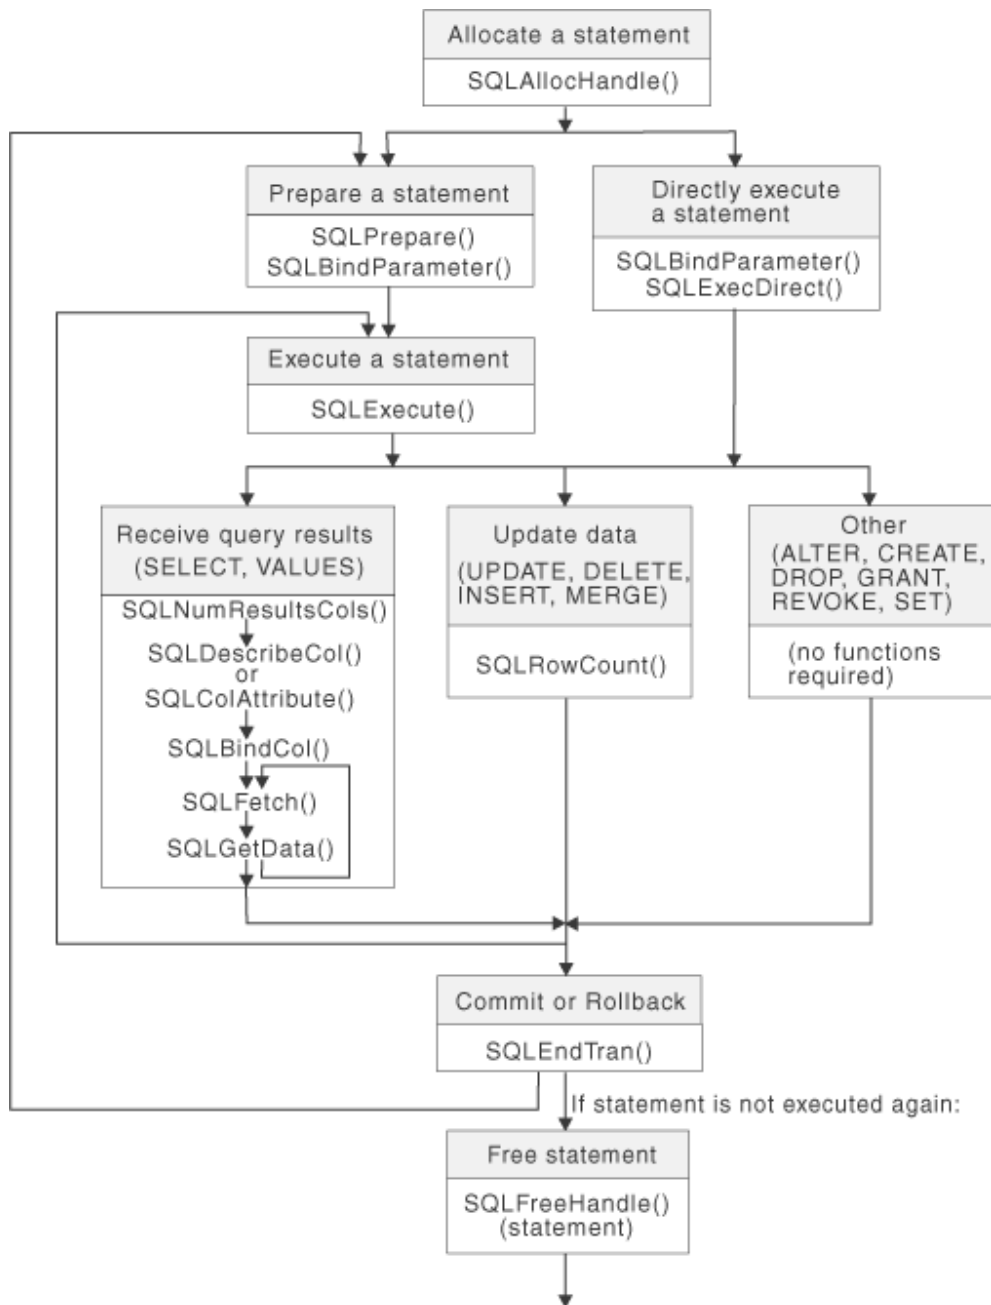 Allocate a statement
SQLAllocHandle()
Prepare a statement
SQLPrepare()
SQLBindParameter()
Directly execute
a statement
SQLBindParameter()
SQLExecDirect()
Execute a statement
SQLExecute()
Receive query results
(SELECT, VALUES)
SQLNumResultsCols()
SQLDescribeCol()
or
SQLColAttribute()
SQLBindCol()
SQLFetch()
SQLGetData()
Update data
(UPDATE, DELETE,
INSERT, MERGE)
SQLRowCount()
Other
(ALTER, CREATE,
DROP, GRANT,
REVOKE, SET)
(no functions
required)
Commit or Rollback
SQLEndTran()
If statement is not executed again:
Free statement
SQLFreeHandle()
(statement)